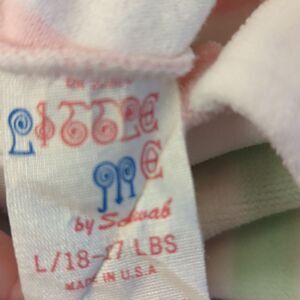 LITTLE
ME
by Schwab
L/18-27 LBS
MADE IN U.S.A.